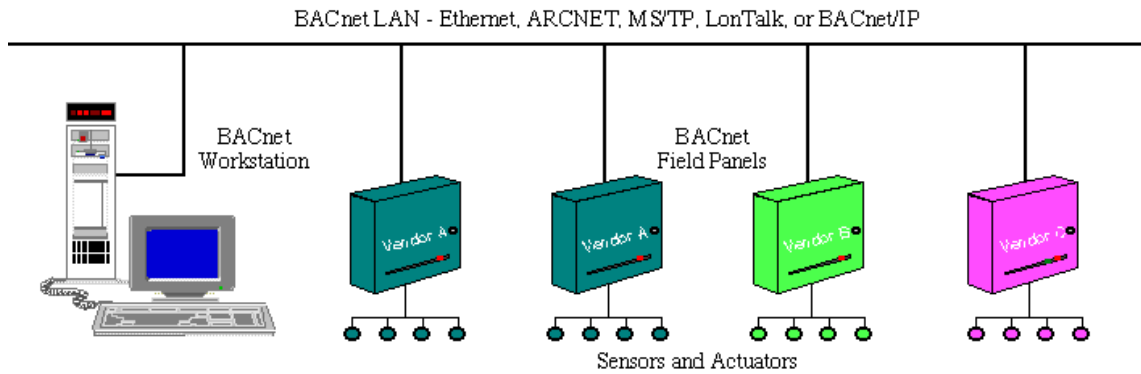 BACnet LAN - Ethernet, ARCNET, MS/TP, LonTalk, or BACnet/IP
BACnet
Workstation
BACnet
Field Panels
Vendor A
Vendor A
Vendor B
Vendor C
Sensors and Actuators